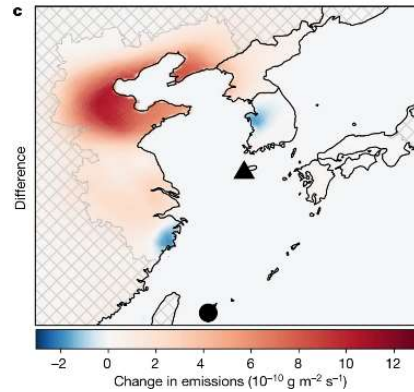 c
Difference
−2 0 2 4 6 8 10 12
Change in emissions (10⁻¹⁰ g m⁻² s⁻¹)